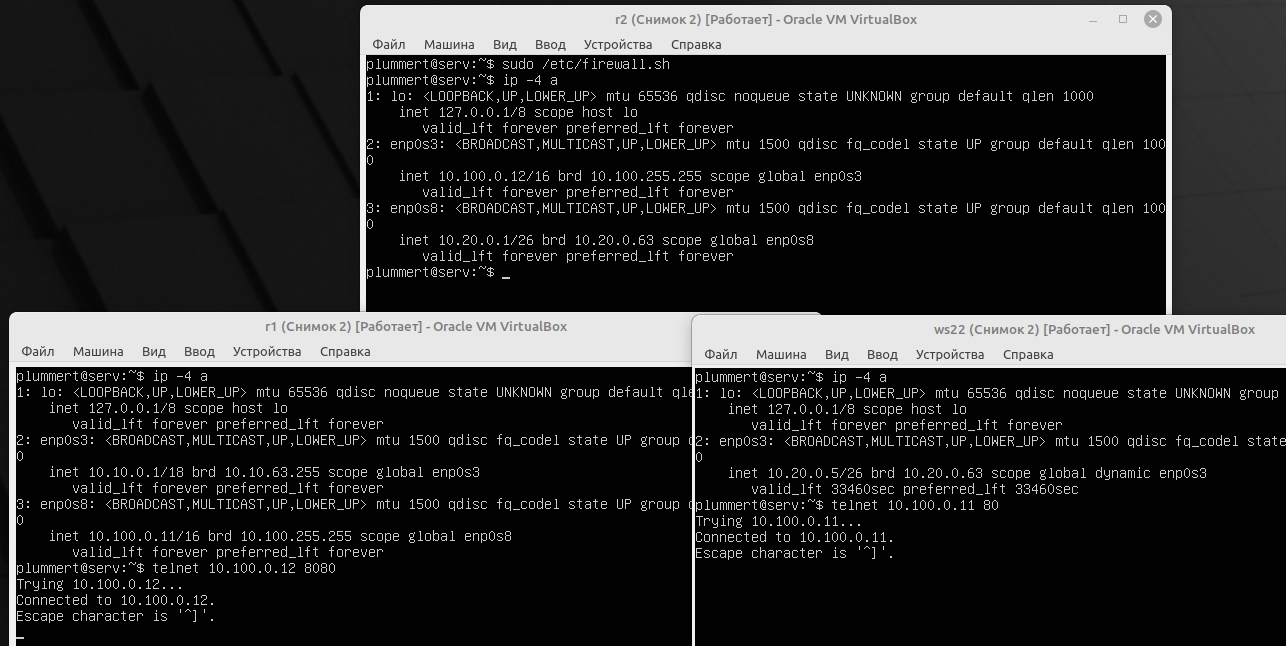 r2 (Снимок 2) [Работает] - Oracle VM VirtualBox
Файл Машина Вид Ввод Устройства Справка
plummert@serv:~$ sudo /etc/firewall.sh
plummert@serv:~$ ip -4 a
1: lo: <LOOPBACK,UP,LOWER_UP> mtu 65536 qdisc noqueue state UNKNOWN group default qlen 1000
inet 127.0.0.1/8 scope host lo
valid_lft forever preferred_lft forever
2: enp0s3: <BROADCAST,MULTICAST,UP,LOWER_UP> mtu 1500 qdisc fq_codel state UP group default qlen 100
0
inet 10.100.0.12/16 brd 10.100.255.255 scope global enp0s3
valid_lft forever preferred_lft forever
3: enp0s8: <BROADCAST,MULTICAST,UP,LOWER_UP> mtu 1500 qdisc fq_codel state UP group default qlen 100
0
inet 10.20.0.1/26 brd 10.20.0.63 scope global enp0s8
valid_lft forever preferred_lft forever
plummert@serv:~$ _
r1 (Снимок 2) [Работает] - Oracle VM VirtualBox
Файл Машина Вид Ввод Устройства Справка
plummert@serv:~$ ip -4 a
1: lo: <LOOPBACK,UP,LOWER_UP> mtu 65536 qdisc noqueue state UNKNOWN group default
inet 127.0.0.1/8 scope host lo
valid_lft forever preferred_lft forever
2: enp0s3: <BROADCAST,MULTICAST,UP,LOWER_UP> mtu 1500 qdisc fq_codel state UP group
0
inet 10.10.0.1/18 brd 10.10.63.255 scope global enp0s3
valid_lft forever preferred_lft forever
3: enp0s8: <BROADCAST,MULTICAST,UP,LOWER_UP> mtu 1500 qdisc fq_codel state UP group
0
inet 10.100.0.11/16 brd 10.100.255.255 scope global enp0s8
valid_lft forever preferred_lft forever
plummert@serv:~$ telnet 10.100.0.12 8080
Trying 10.100.0.12...
Connected to 10.100.0.12.
Escape character is '^]'.
_
ws22 (Снимок 2) [Работает] - Oracle VM VirtualBox
Файл Машина Вид Ввод Устройства Справка
plummert@serv:~$ ip -4 a
1: lo: <LOOPBACK,UP,LOWER_UP> mtu 65536 qdisc noqueue state UNKNOWN group
inet 127.0.0.1/8 scope host lo
valid_lft forever preferred_lft forever
2: enp0s3: <BROADCAST,MULTICAST,UP,LOWER_UP> mtu 1500 qdisc fq_codel state
0
inet 10.20.0.5/26 brd 10.20.0.63 scope global dynamic enp0s3
valid_lft 33460sec preferred_lft 33460sec
plummert@serv:~$ telnet 10.100.0.11 80
Trying 10.100.0.11...
Connected to 10.100.0.11.
Escape character is '^]'.